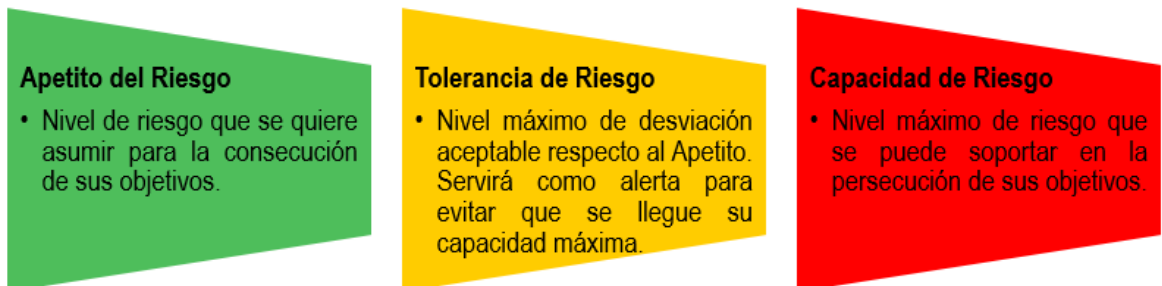 Apetito del Riesgo
• Nivel de riesgo que se quiere
asumir para la consecución
de sus objetivos.
Tolerancia de Riesgo
• Nivel máximo de desviación
aceptable respecto al Apetito.
Servirá como alerta para
evitar que se llegue su
capacidad máxima.
Capacidad de Riesgo
• Nivel máximo de riesgo que
se puede soportar en la
persecución de sus objetivos.